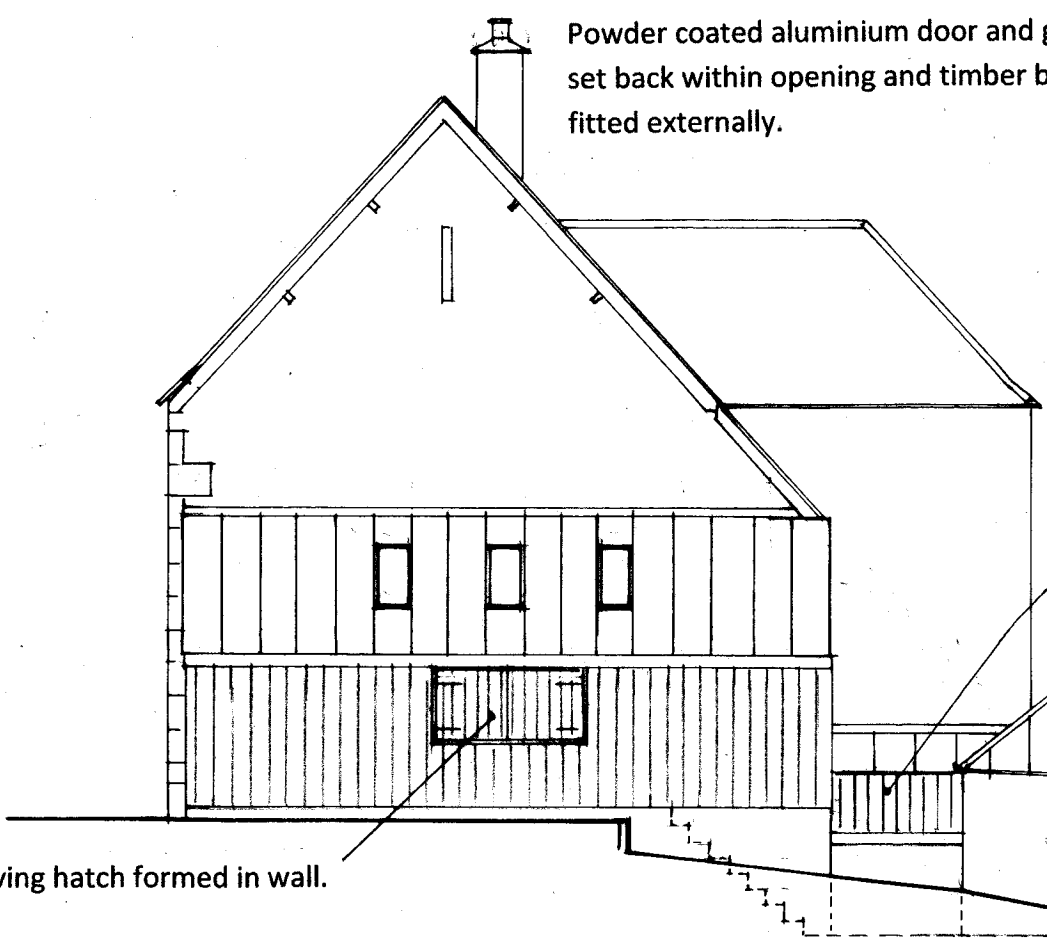 Powder coated aluminium door and g
set back within opening and timber b
fitted externally.
ving hatch formed in wall.